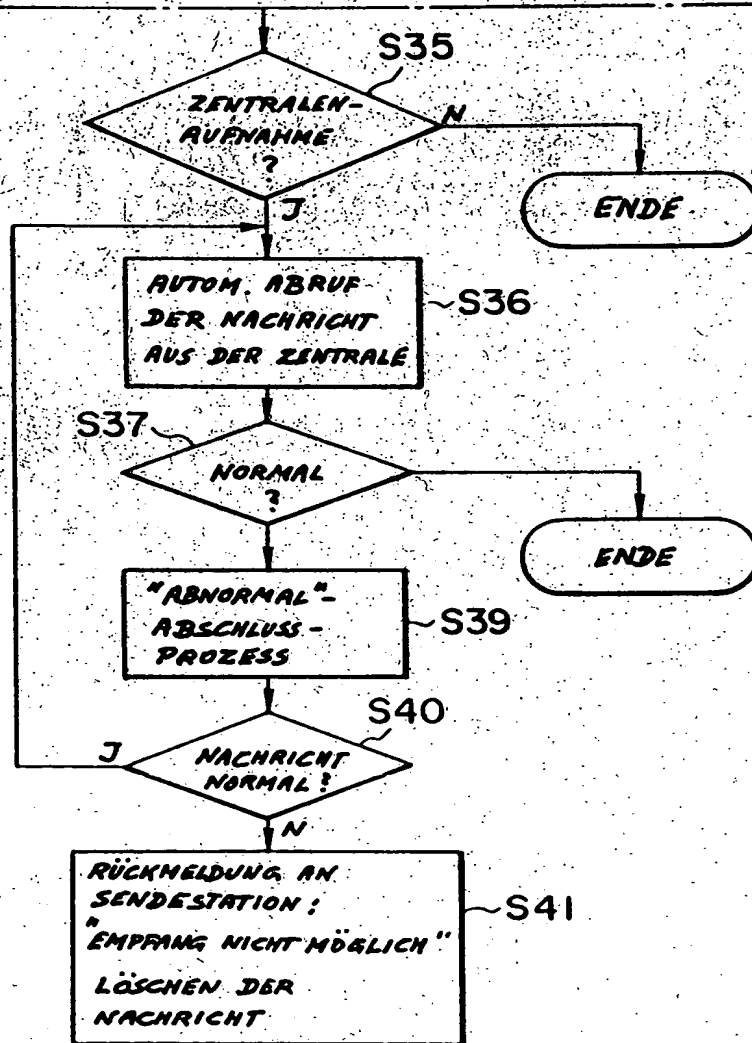 S35
ZENTRALEN-
AUFNAHME
?
N
ENDE
J
AUTOM. ABRUF
DER NACHRICHT
AUS DER ZENTRALE
S36
S37
NORMAL
?
ENDE
"ABNORMAL"-
ABSCHLUSS-
PROZESS
S39
S40
J
NACHRICHT
NORMAL?
N
RÜCKMELDUNG AN
SENDESTATION:
"EMPFANG NICHT MÖGLICH"
LÖSCHEN DER
NACHRICHT
S41